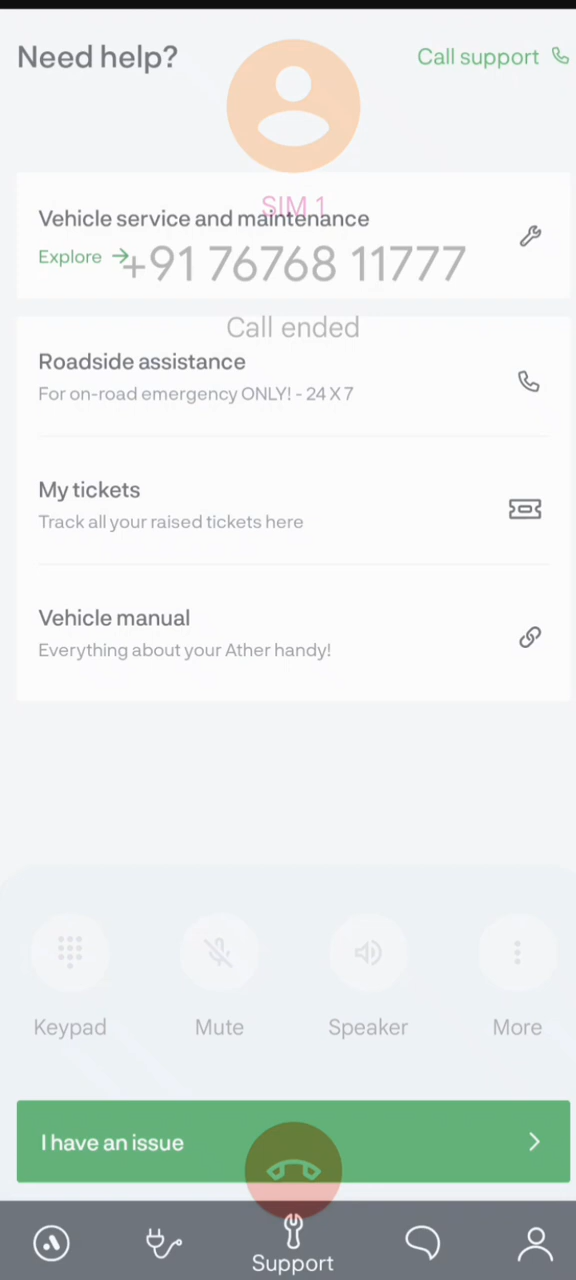 Need help?
Call support
SIM 1
Vehicle service and maintenance
Explore →
+91 76768 11777
Call ended
Roadside assistance
For on-road emergency ONLY! - 24 X 7
My tickets
Track all your raised tickets here
Vehicle manual
Everything about your Ather handy!
Keypad
Mute
Speaker
More
I have an issue
Support